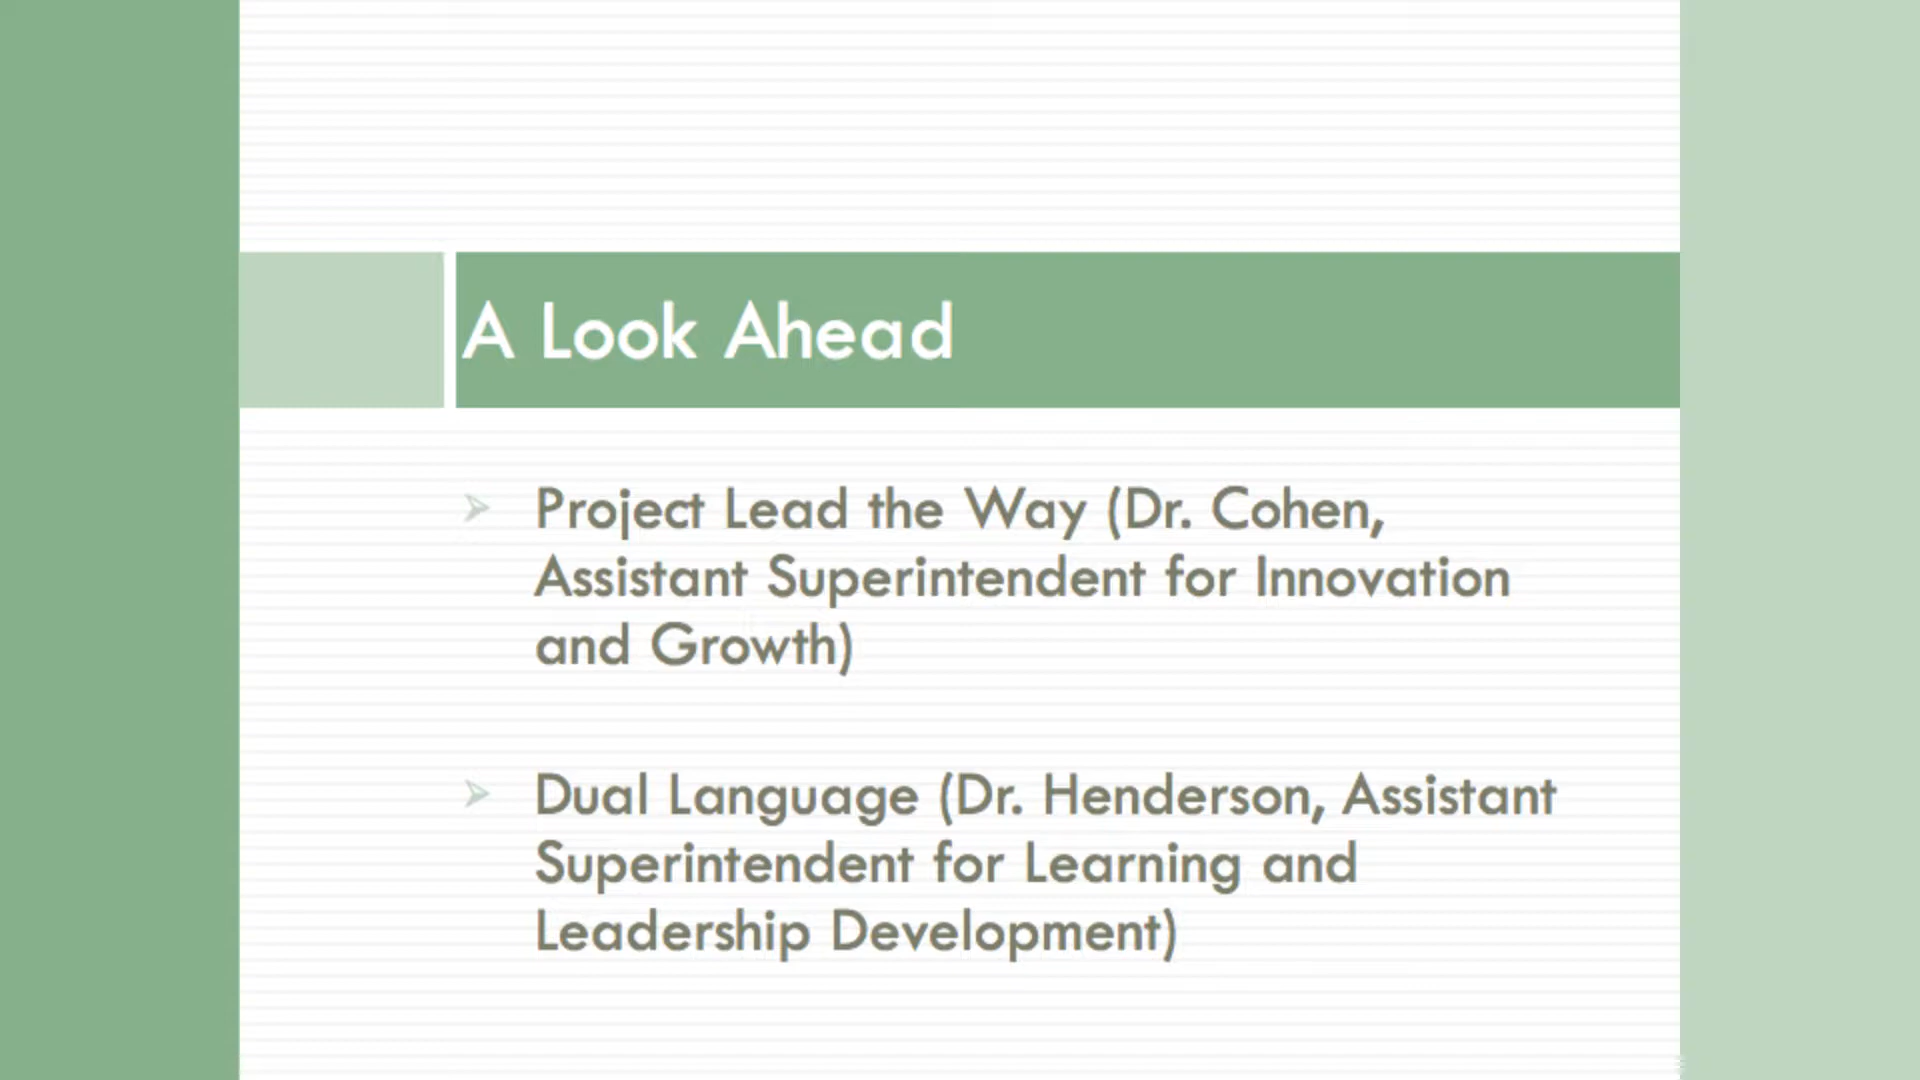 A Look Ahead
Project Lead the Way (Dr. Cohen,
Assistant Superintendent for Innovation
and Growth)
Dual Language (Dr. Henderson, Assistant
Superintendent for Learning and
Leadership Development)